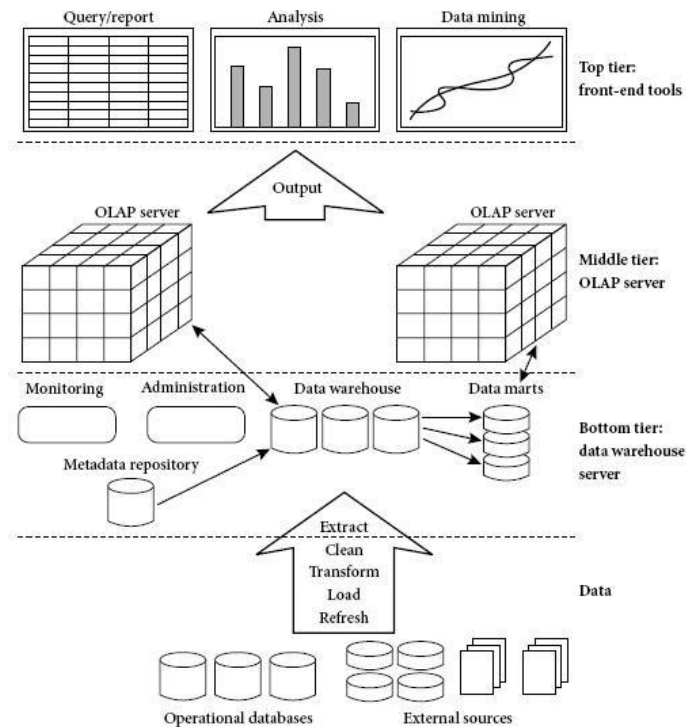 Query/report
Analysis
Data mining
Top tier:
front-end tools
Output
OLAP server
OLAP server
Middle tier:
OLAP server
Monitoring
Administration
Data warehouse
Data marts
Bottom tier:
data warehouse
server
Metadata repository
Extract
Clean
Transform
Load
Refresh
Data
Operational databases
External sources